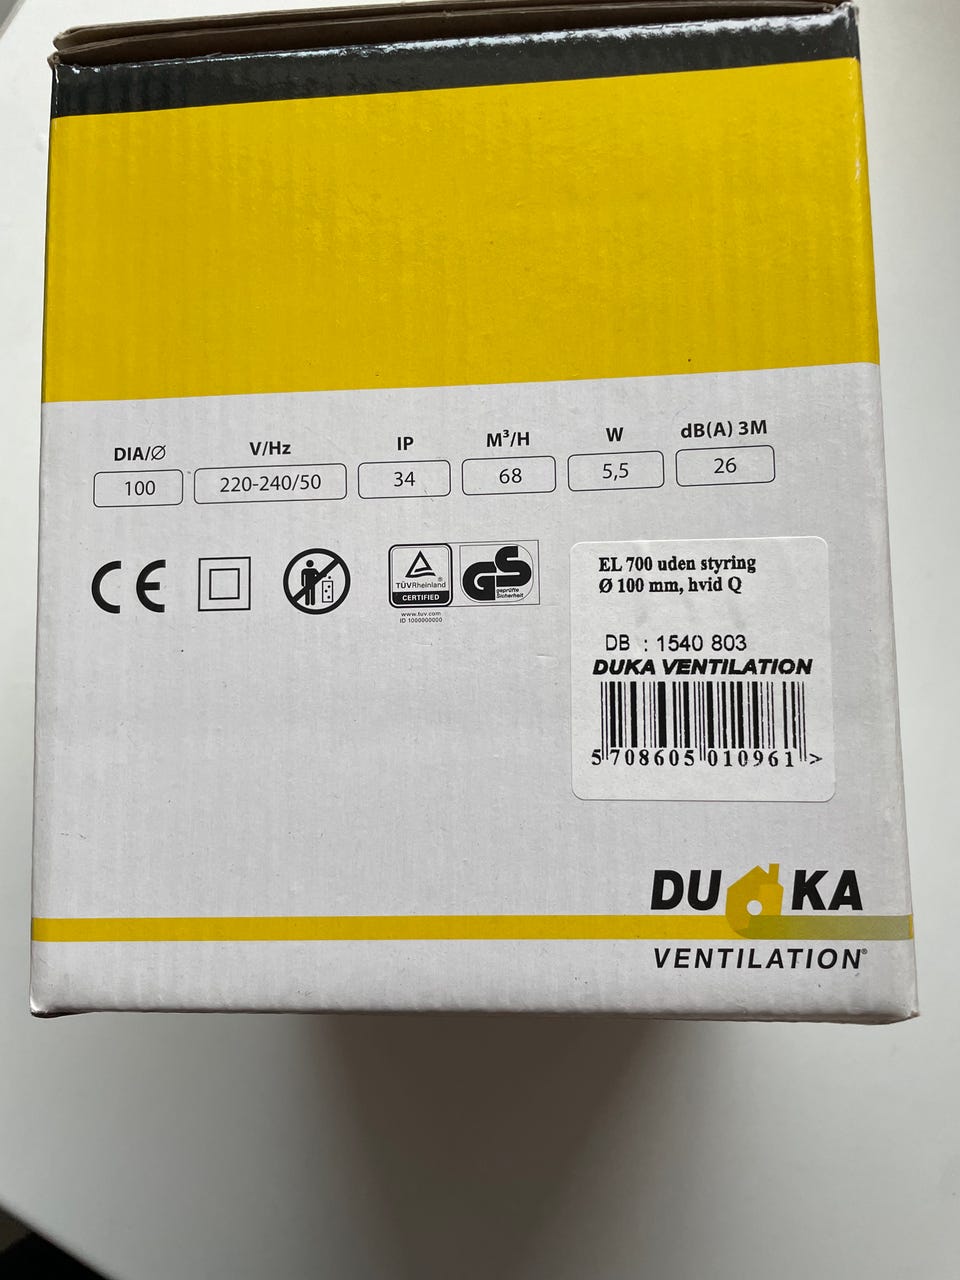 DIA/Ø V/Hz IP M³/H W dB(A) 3M
100 220-240/50 34 68 5,5 26
CE
TÜVRheinland®
CERTIFIED
www.tuv.com
ID 1000000000
GS
geprüfte
Sicherheit
EL 700 uden styring
Ø 100 mm, hvid Q
DB : 1540 803
DUKA VENTILATION
5 708605 010961 >
DUKA
VENTILATION®